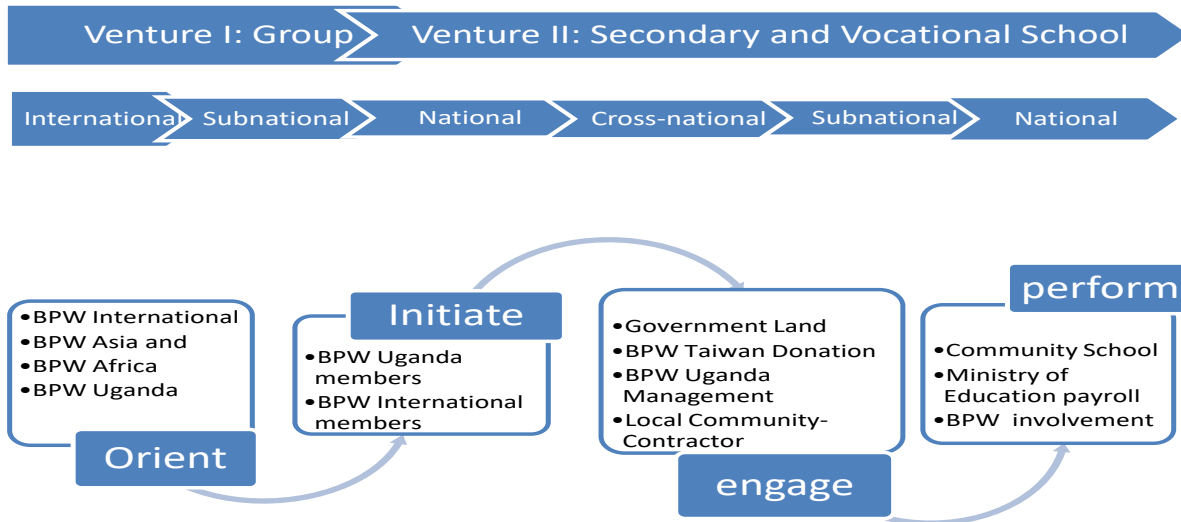 Venture I: Group
Venture II: Secondary and Vocational School
International
Subnational
National
Cross-national
Subnational
National
•BPW International
•BPW Asia and
•BPW Africa
•BPW Uganda
Orient
Initiate
•BPW Uganda
members
•BPW International
members
•Government Land
•BPW Taiwan Donation
•BPW Uganda
Management
•Local Community-
Contractor
engage
perform
•Community School
•Ministry of
Education payroll
•BPW involvement